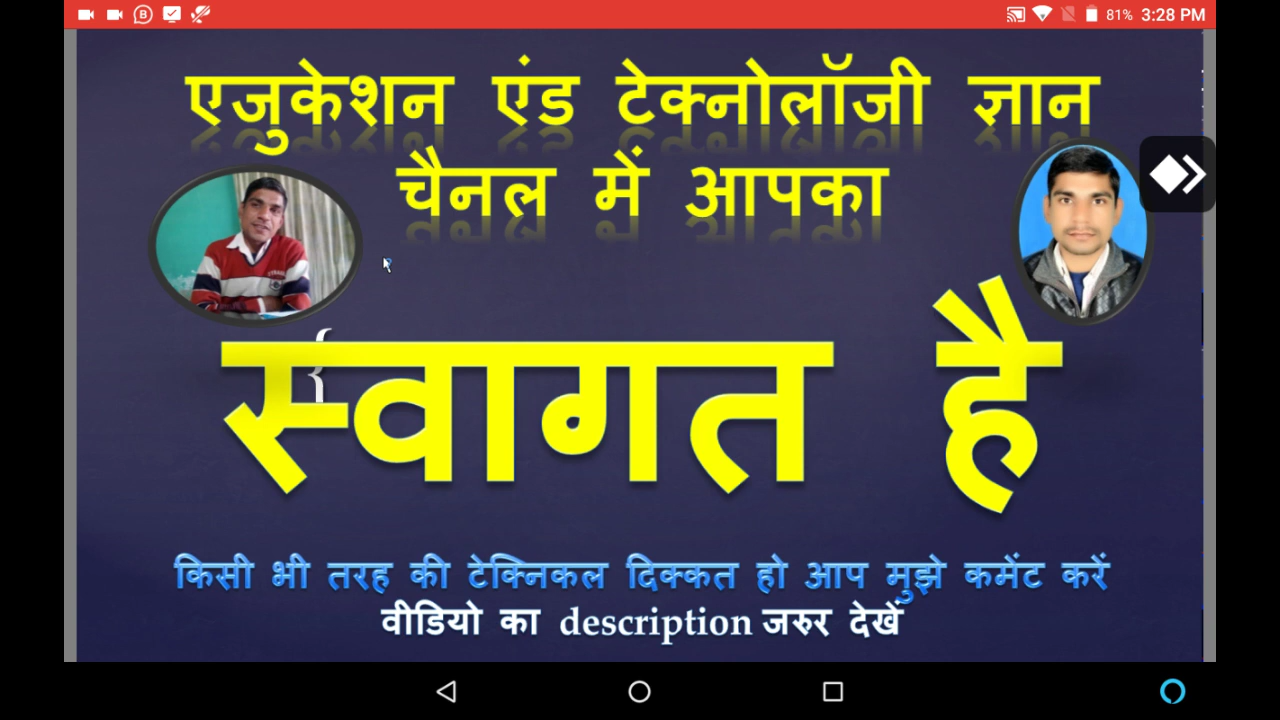 81% 3:28 PM
एजुकेशन एंड टेक्नोलॉजी ज्ञान
चैनल में आपका
स्वागत है
किसी भी तरह की टेक्निकल दिक्कत हो आप मुझे कमेंट करें
वीडियो का description जरुर देखें